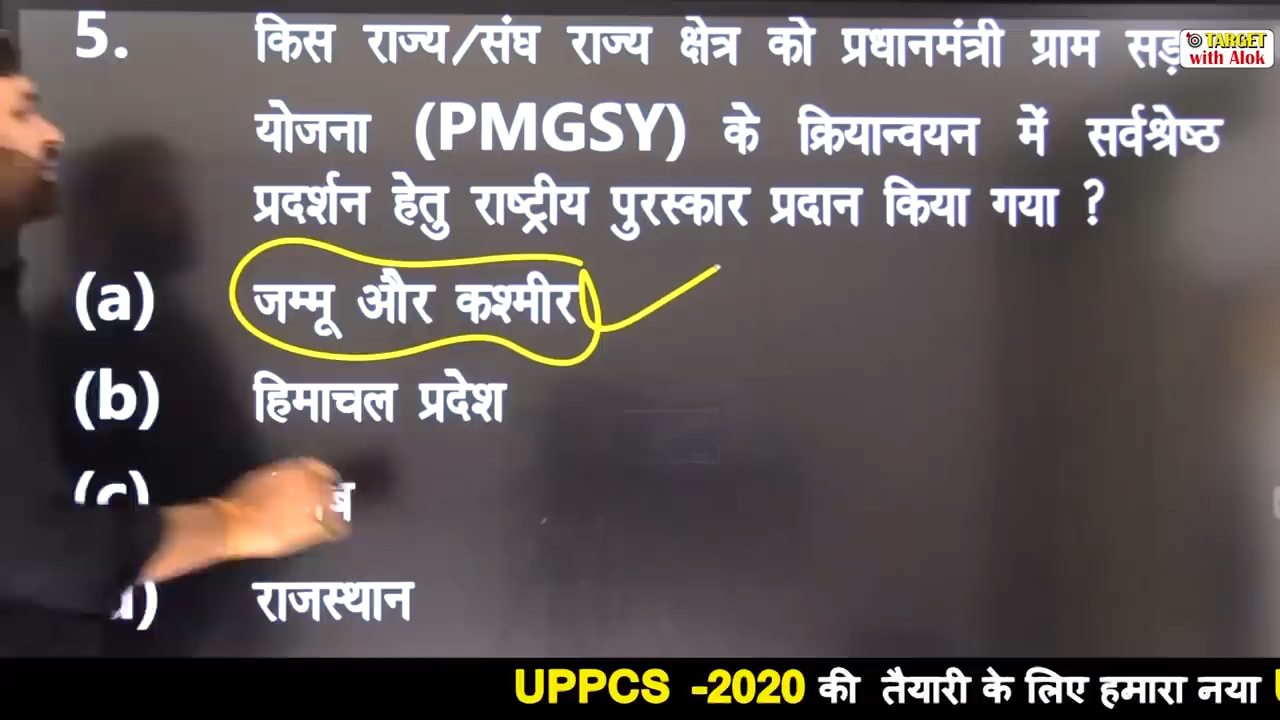 5. किस राज्य/संघ राज्य क्षेत्र को प्रधानमंत्री ग्राम
योजना (PMGSY) के क्रियान्वयन में सर्वश्रेष्ठ
प्रदर्शन हेतु राष्ट्रीय पुरस्कार प्रदान किया गया ?
(a) जम्मू और कश्मीर
(b) हिमाचल प्रदेश
(c)
राजस्थान
TARGET
with Alok
UPPCS -2020 की तैयारी के लिए हमारा नया